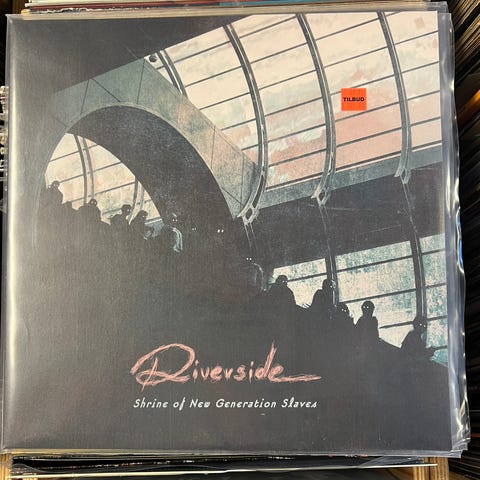 TILBUD
Riverside
Shrine of New Generation Slaves